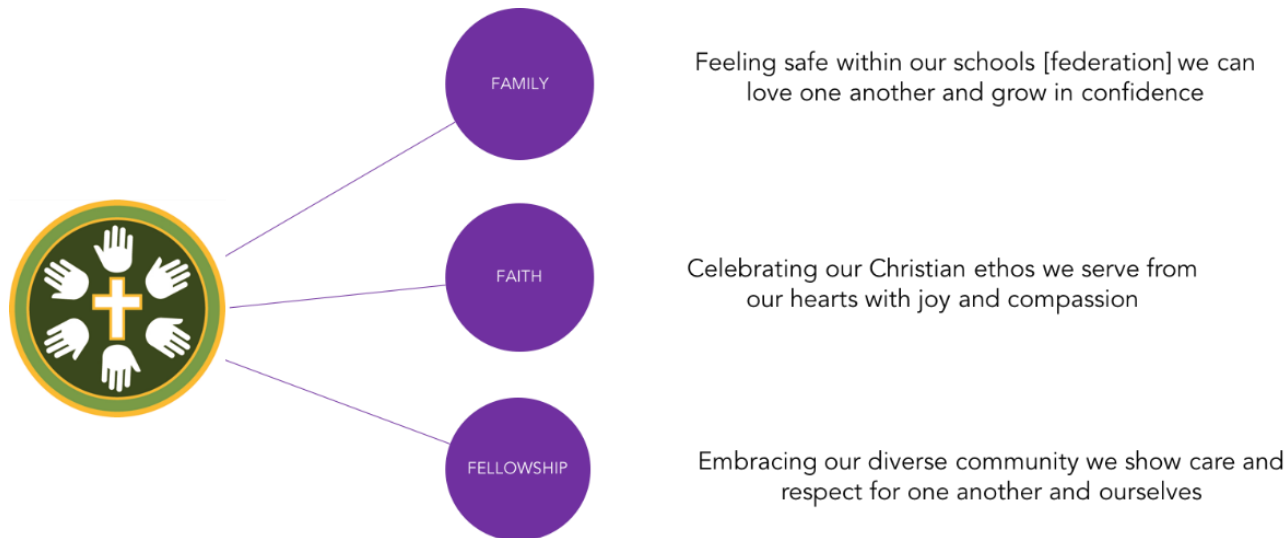 FAMILY
Feeling safe within our schools [federation] we can
love one another and grow in confidence
FAITH
Celebrating our Christian ethos we serve from
our hearts with joy and compassion
FELLOWSHIP
Embracing our diverse community we show care and
respect for one another and ourselves